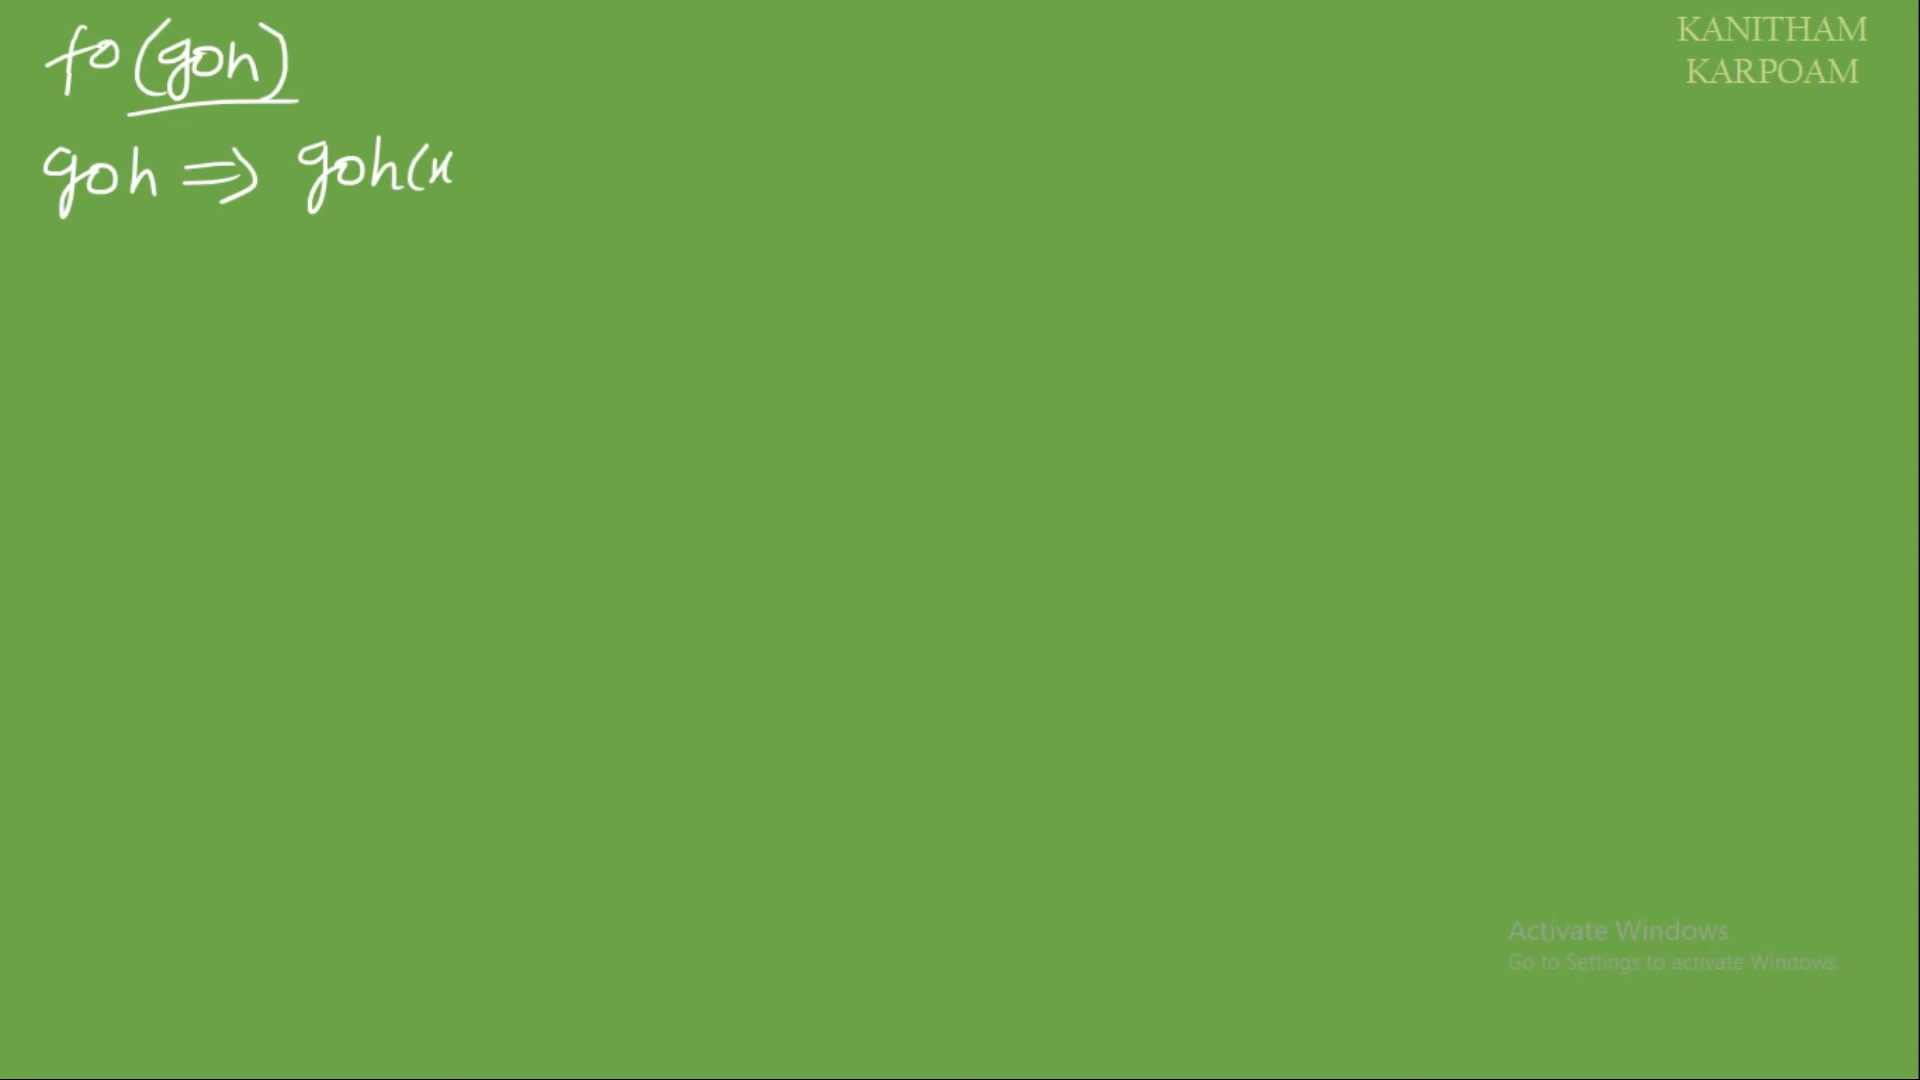 fo(goh)
goh ⇒ goh(x
KANITHAM
KARPOAM
Activate Windows
Go to Settings to activate Windows.